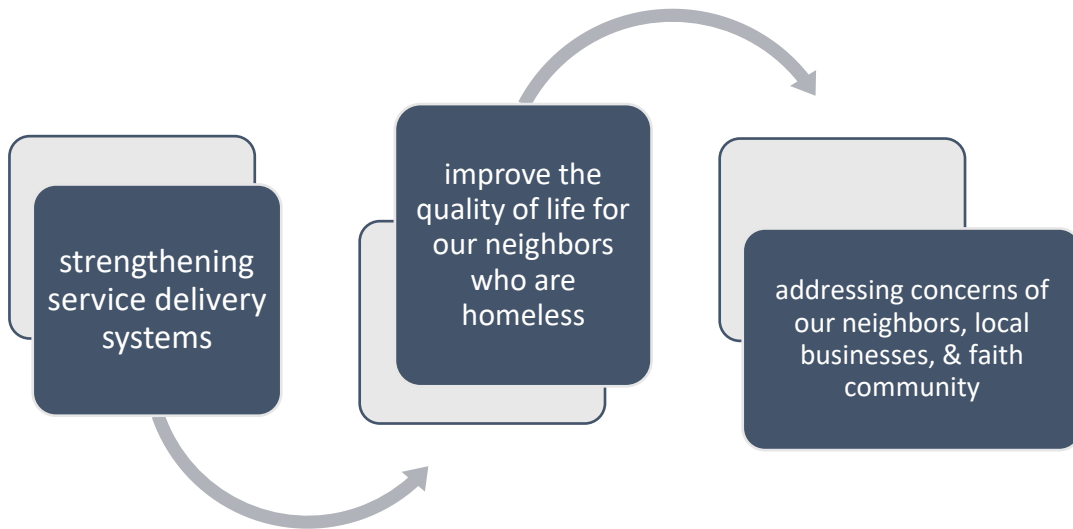 strengthening
service delivery
systems
improve the
quality of life for
our neighbors
who are
homeless
addressing concerns of
our neighbors, local
businesses, & faith
community